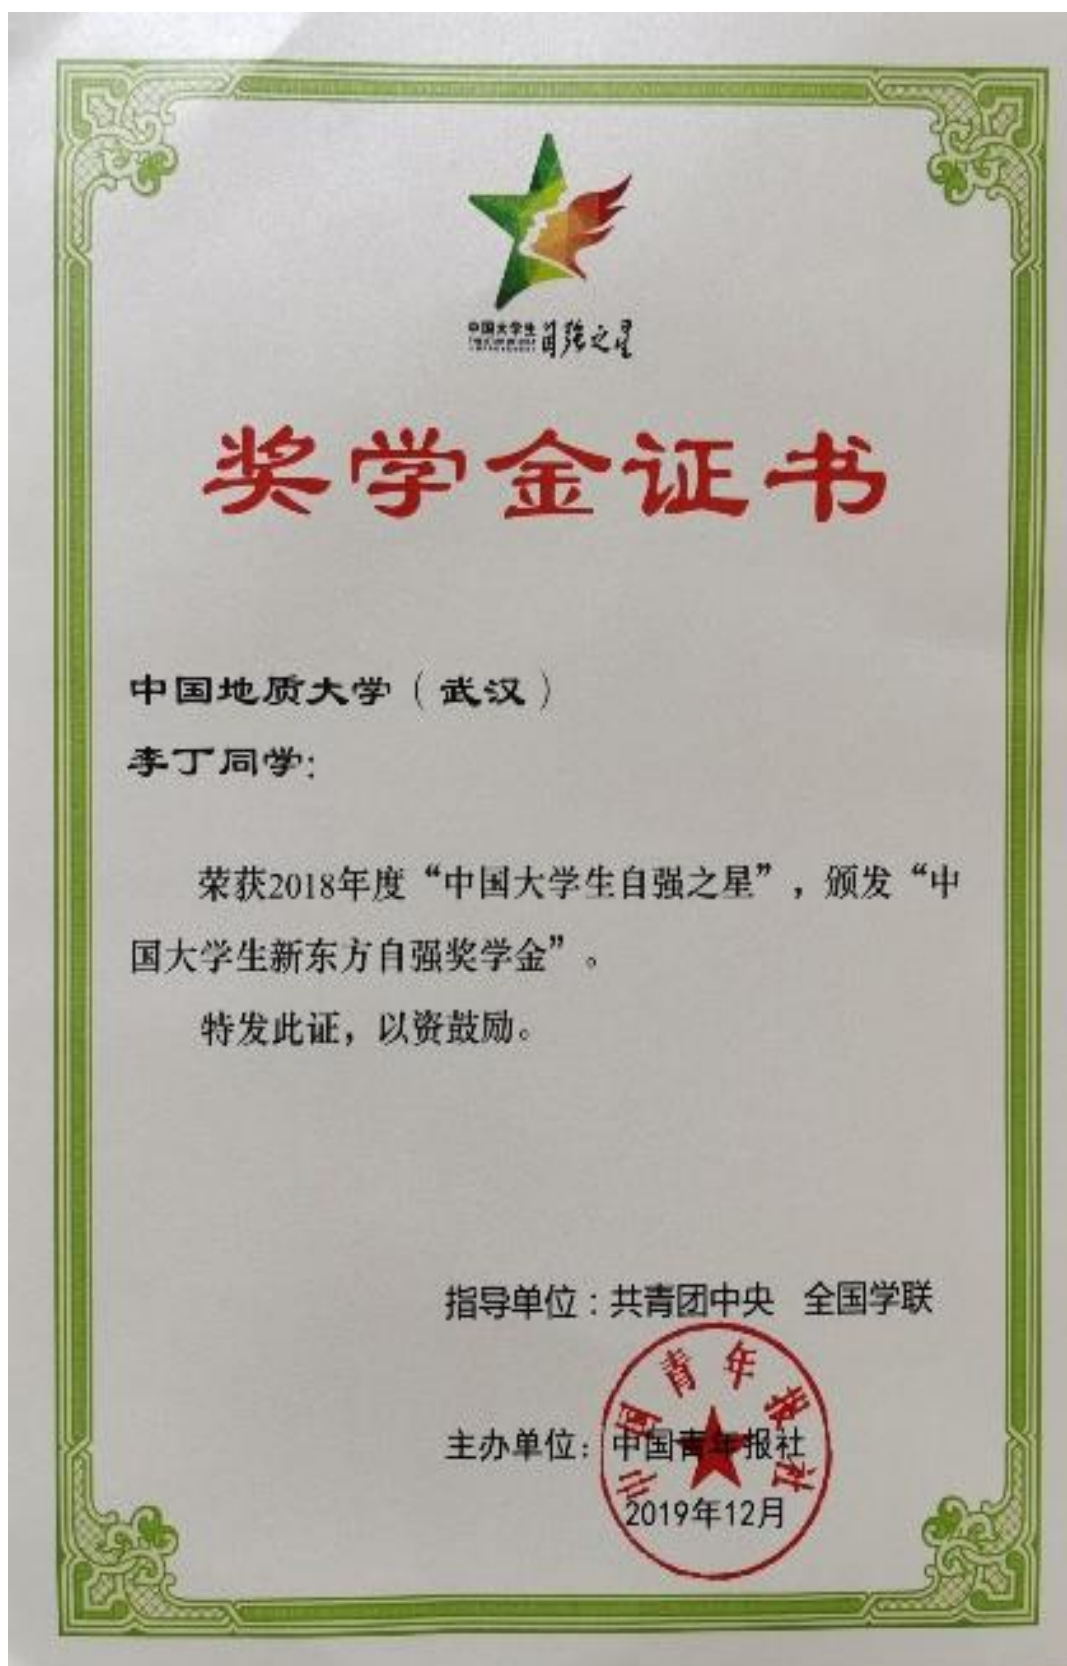 中国大学生
自强之星
奖学金证书
中国地质大学（武汉）
李丁同学：
荣获2018年度“中国大学生自强之星”，颁发“中
国大学生新东方自强奖学金”。
特发此证，以资鼓励。
指导单位：共青团中央 全国学联
主办单位：中国青年报社
2019年12月
中国青年报社